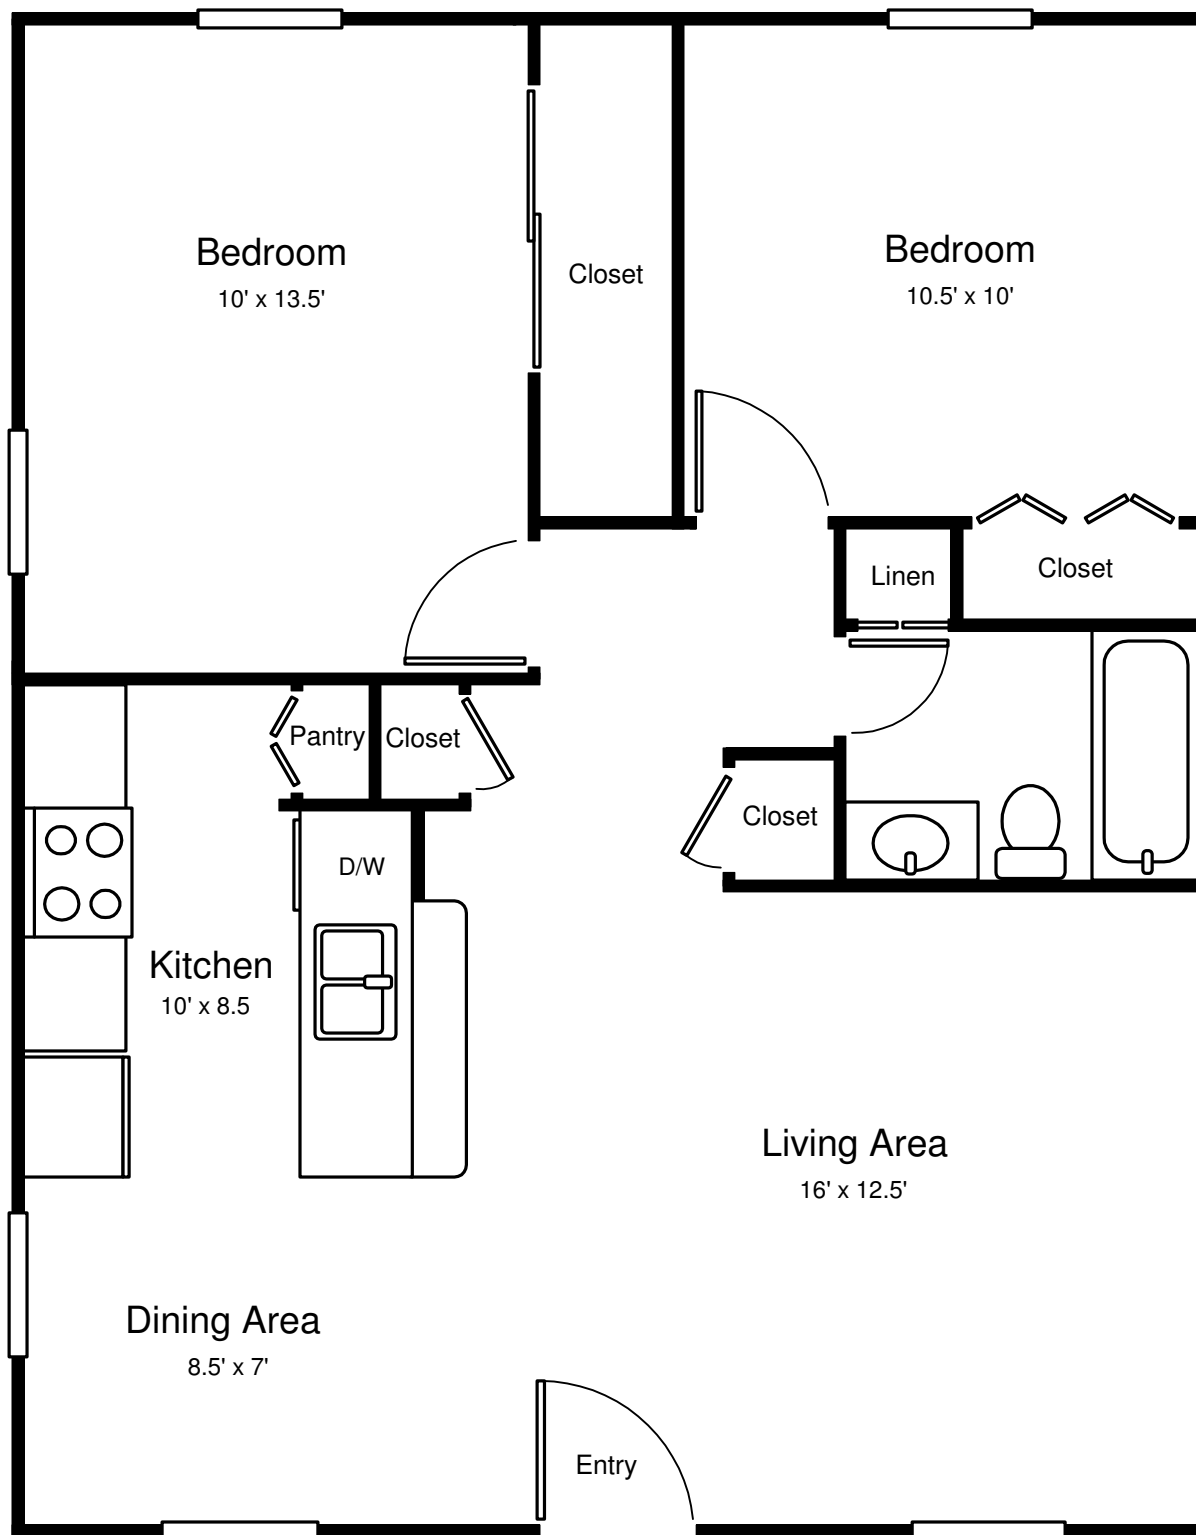 Bedroom
10' x 13.5'
Closet
Bedroom
10.5' x 10'
Linen
Closet
Pantry
Closet
Closet
D/W
Kitchen
10' x 8.5
Living Area
16' x 12.5'
Dining Area
8.5' x 7'
Entry